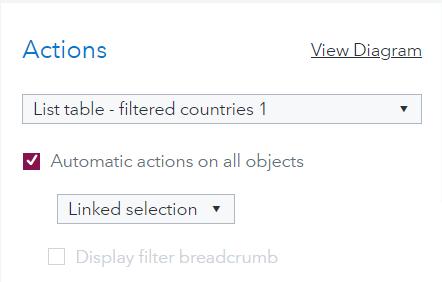 Actions
View Diagram
List table - filtered countries 1
Automatic actions on all objects
Linked selection
Display filter breadcrumb